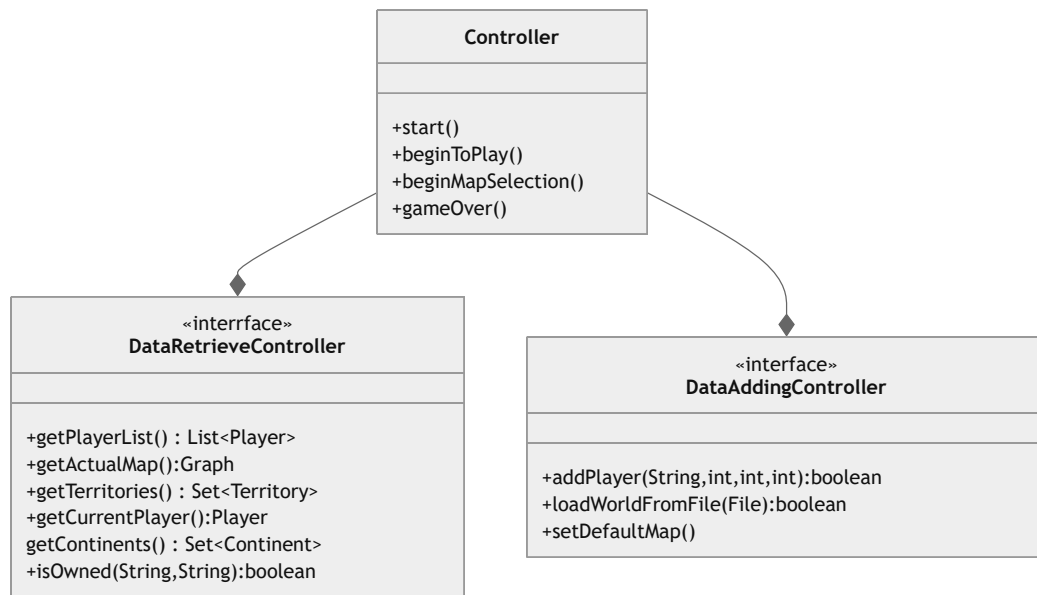 Controller
+start()
+beginToPlay()
+beginMapSelection()
+gameOver()
«interrface»
DataRetrieveController
+getPlayerList() : List<Player>
+getActualMap():Graph
+getTerritories() : Set<Territory>
+getCurrentPlayer():Player
getContinents() : Set<Continent>
+isOwned(String,String):boolean
«interface»
DataAddingController
+addPlayer(String,int,int,int):boolean
+loadWorldFromFile(File):boolean
+setDefaultMap()